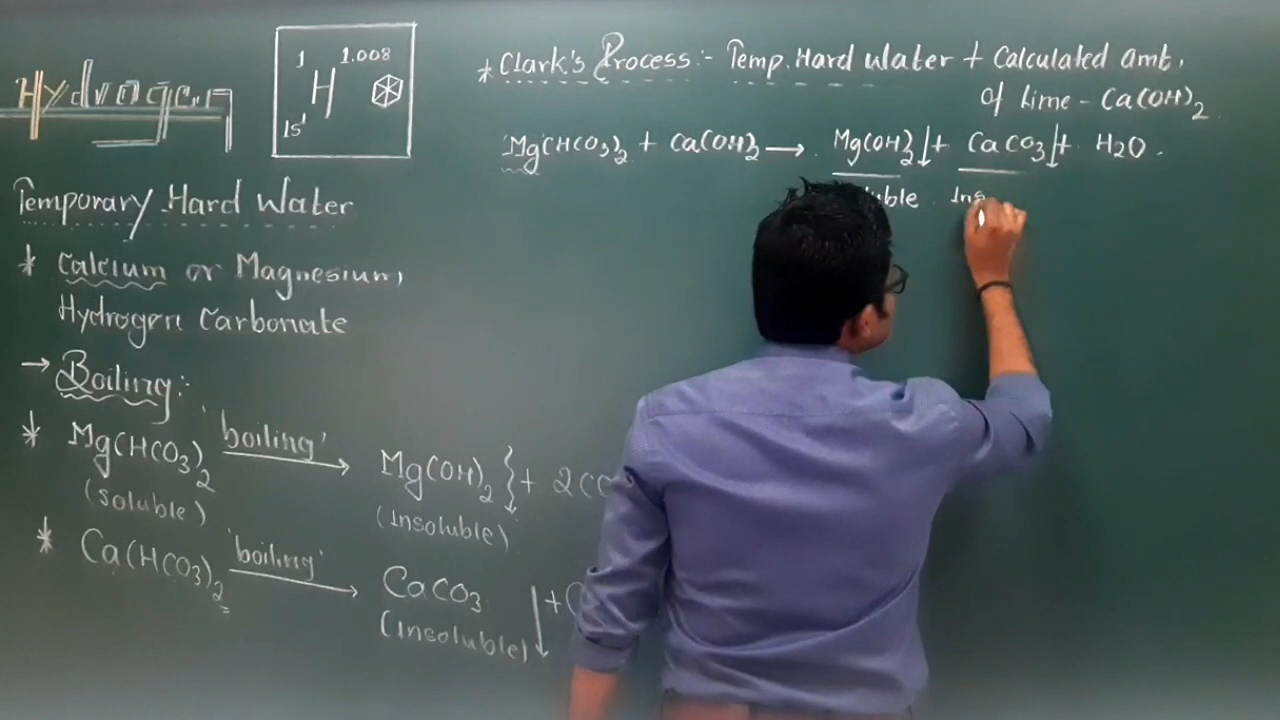 Hydrogen
1 1.008
H
1s¹
Temporary Hard Water
* Calcium or Magnesium,
Hydrogen Carbonate
→ Boiling:-
* Mg(HCO₃)₂ 'boiling' → Mg(OH)₂ ↓ + 2CO
(soluble) (Insoluble)
* Ca(HCO₃)₂ 'boiling' → CaCO₃ ↓ +
(Insoluble)
* Clark's Process:- Temp. Hard Water + Calculated amt.
of Lime - Ca(OH)₂
Mg(HCO₃)₂ + Ca(OH)₂ → Mg(OH)₂↓ + CaCO₃↓ + H₂O.
uble Ins